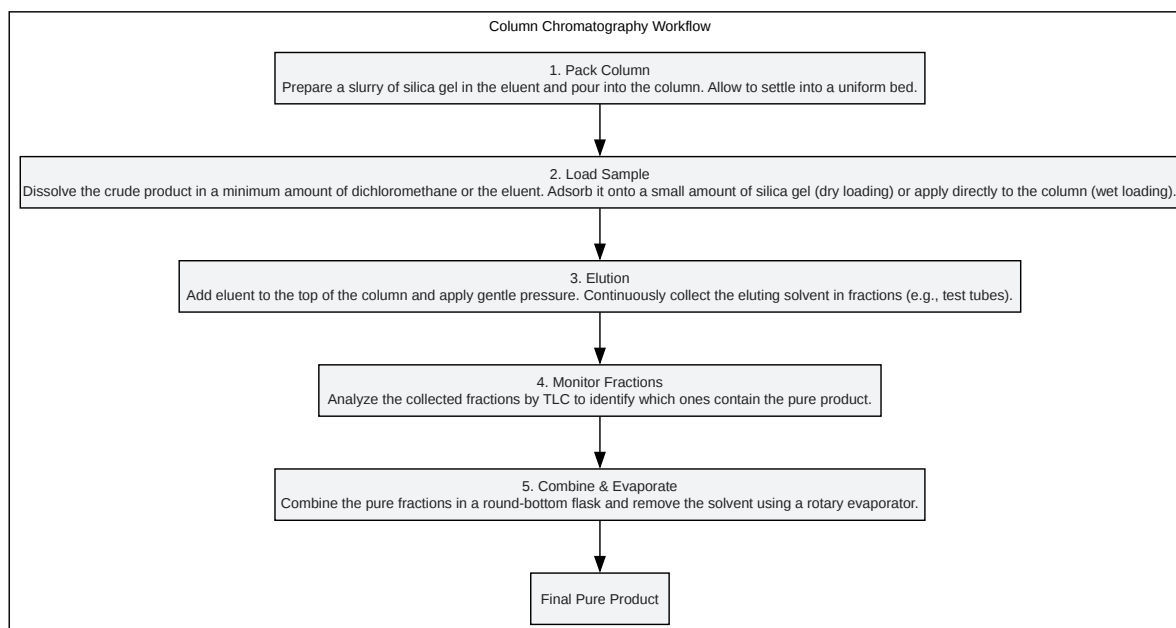 Column Chromatography Workflow
1. Pack Column
Prepare a slurry of silica gel in the eluent and pour into the column. Allow to settle into a uniform bed.
2. Load Sample
Dissolve the crude product in a minimum amount of dichloromethane or the eluent. Adsorb it onto a small amount of silica gel (dry loading) or apply directly to the column (wet loading).
3. Elution
Add eluent to the top of the column and apply gentle pressure. Continuously collect the eluting solvent in fractions (e.g., test tubes).
4. Monitor Fractions
Analyze the collected fractions by TLC to identify which ones contain the pure product.
5. Combine & Evaporate
Combine the pure fractions in a round-bottom flask and remove the solvent using a rotary evaporator.
Final Pure Product